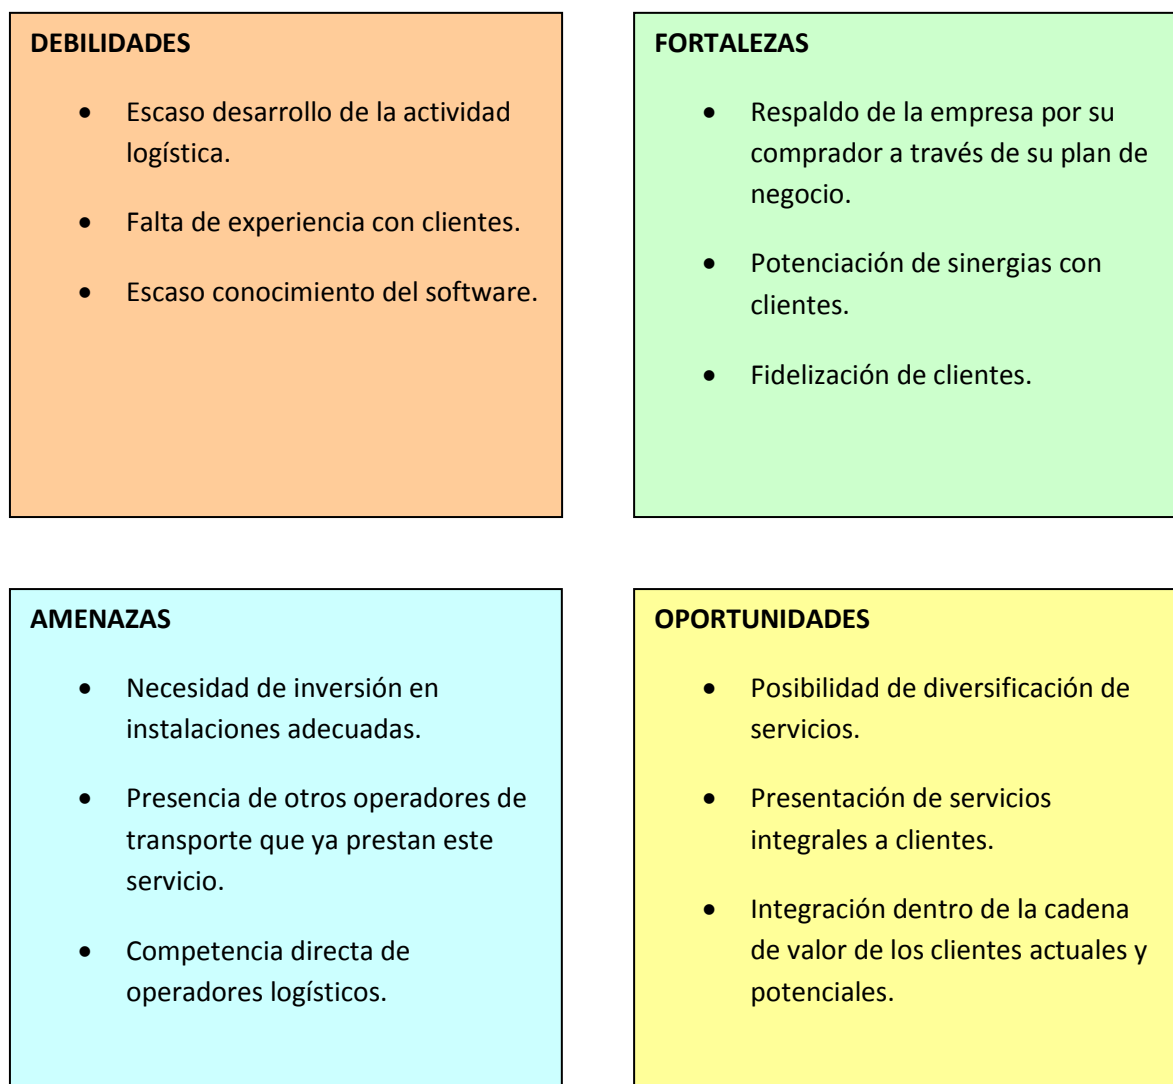 DEBILIDADES
• Escaso desarrollo de la actividad
logística.
• Falta de experiencia con clientes.
• Escaso conocimiento del software.
FORTALEZAS
• Respaldo de la empresa por su
comprador a través de su plan de
negocio.
• Potenciación de sinergias con
clientes.
• Fidelización de clientes.
AMENAZAS
• Necesidad de inversión en
instalaciones adecuadas.
• Presencia de otros operadores de
transporte que ya prestan este
servicio.
• Competencia directa de
operadores logísticos.
OPORTUNIDADES
• Posibilidad de diversificación de
servicios.
• Presentación de servicios
integrales a clientes.
• Integración dentro de la cadena
de valor de los clientes actuales y
potenciales.